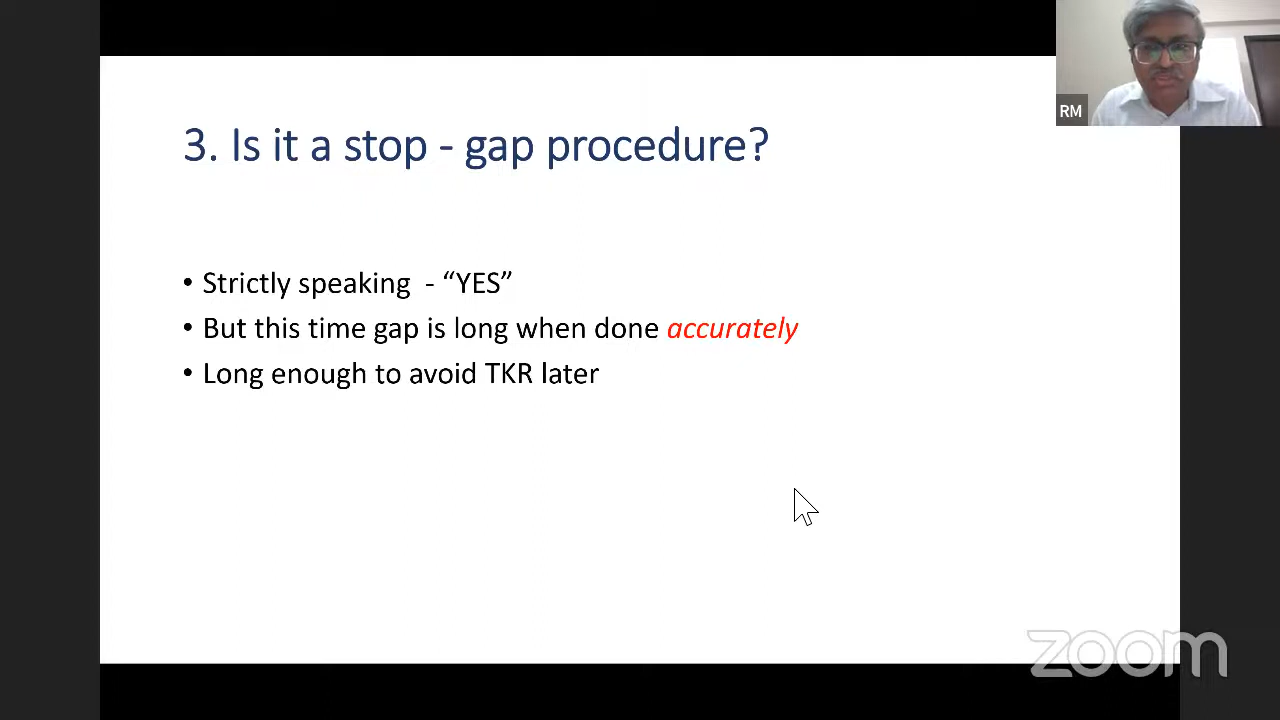 RM
3. Is it a stop - gap procedure?
• Strictly speaking - “YES”
• But this time gap is long when done accurately
• Long enough to avoid TKR later
zoom